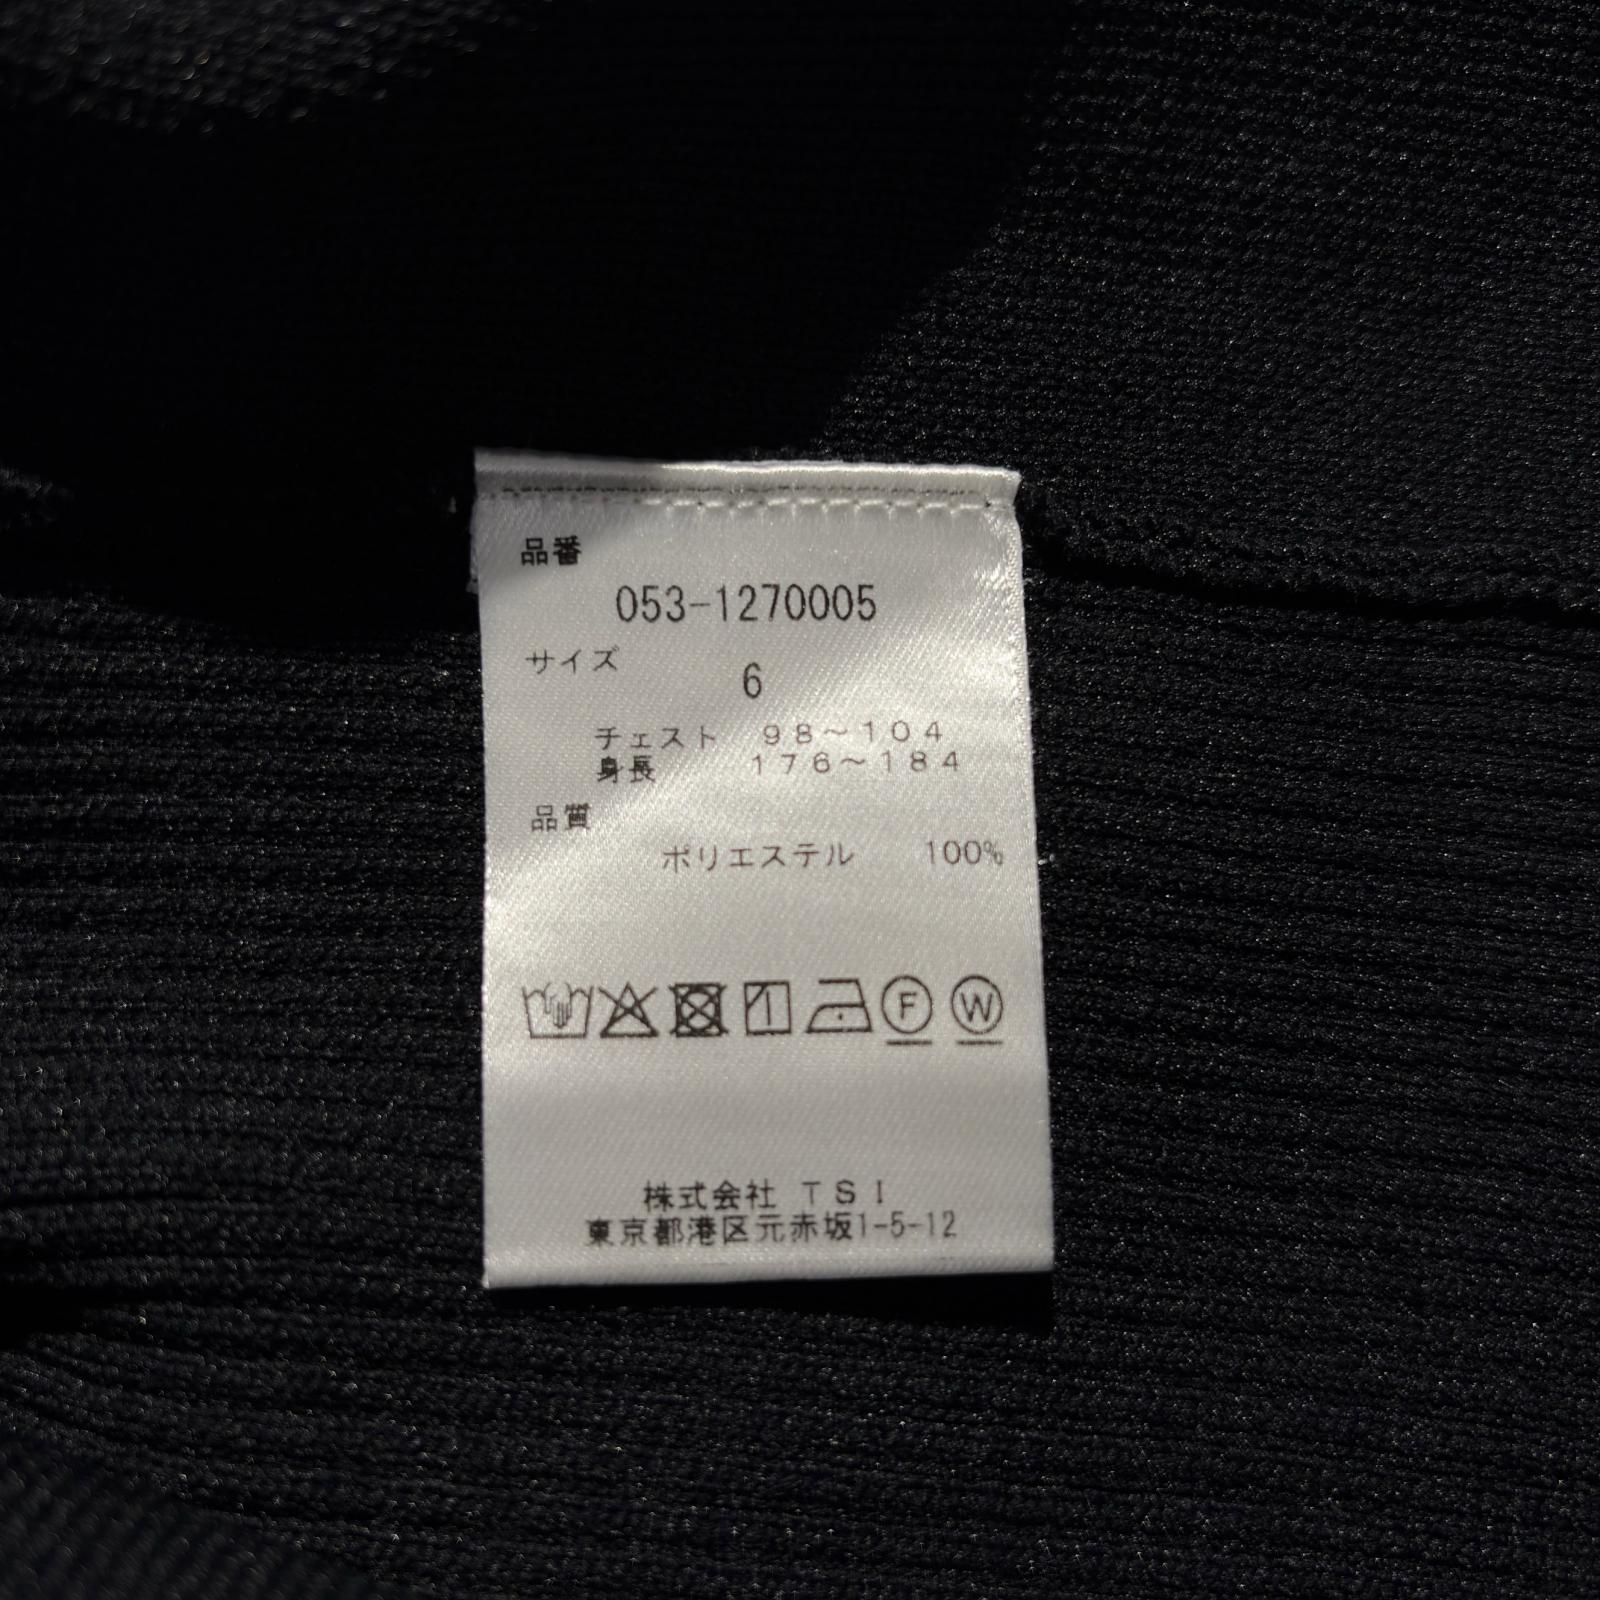 品番
053-1270005
サイズ
6
チェスト 98～104
身長 176～184
品質
ポリエステル 100%
F W
株式会社 TSI
東京都港区元赤坂1-5-12